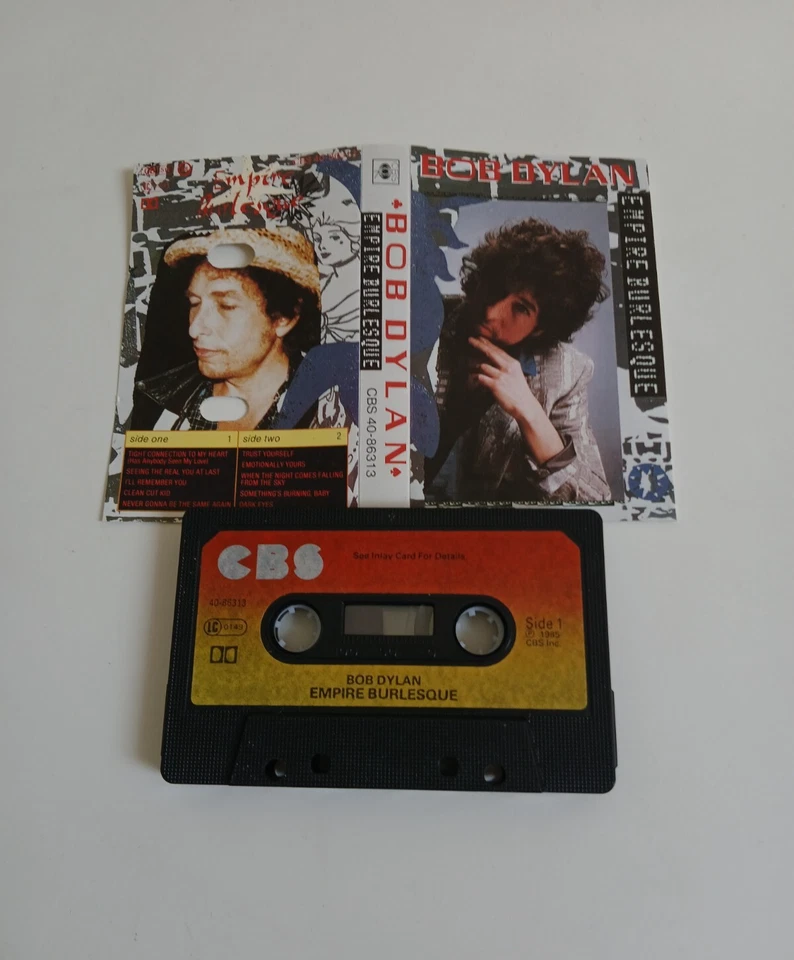 Empire
Burlesque
side one 1
TIGHT CONNECTION TO MY HEART
(Has Anybody Seen My Love)
SEEING THE REAL YOU AT LAST
I'LL REMEMBER YOU
CLEAN CUT KID
NEVER GONNA BE THE SAME AGAIN
side two 2
TRUST YOURSELF
EMOTIONALLY YOURS
WHEN THE NIGHT COMES FALLING
FROM THE SKY
SOMETHING'S BURNING, BABY
DARK EYES
BOB DYLAN
EMPIRE BURLESQUE
CBS 40-86313
BOB DYLAN
EMPIRE BURLESQUE
CBS
See Inlay Card For Details
40-86313
LC 0149
Side 1
℗ 1985
CBS Inc.
BOB DYLAN
EMPIRE BURLESQUE